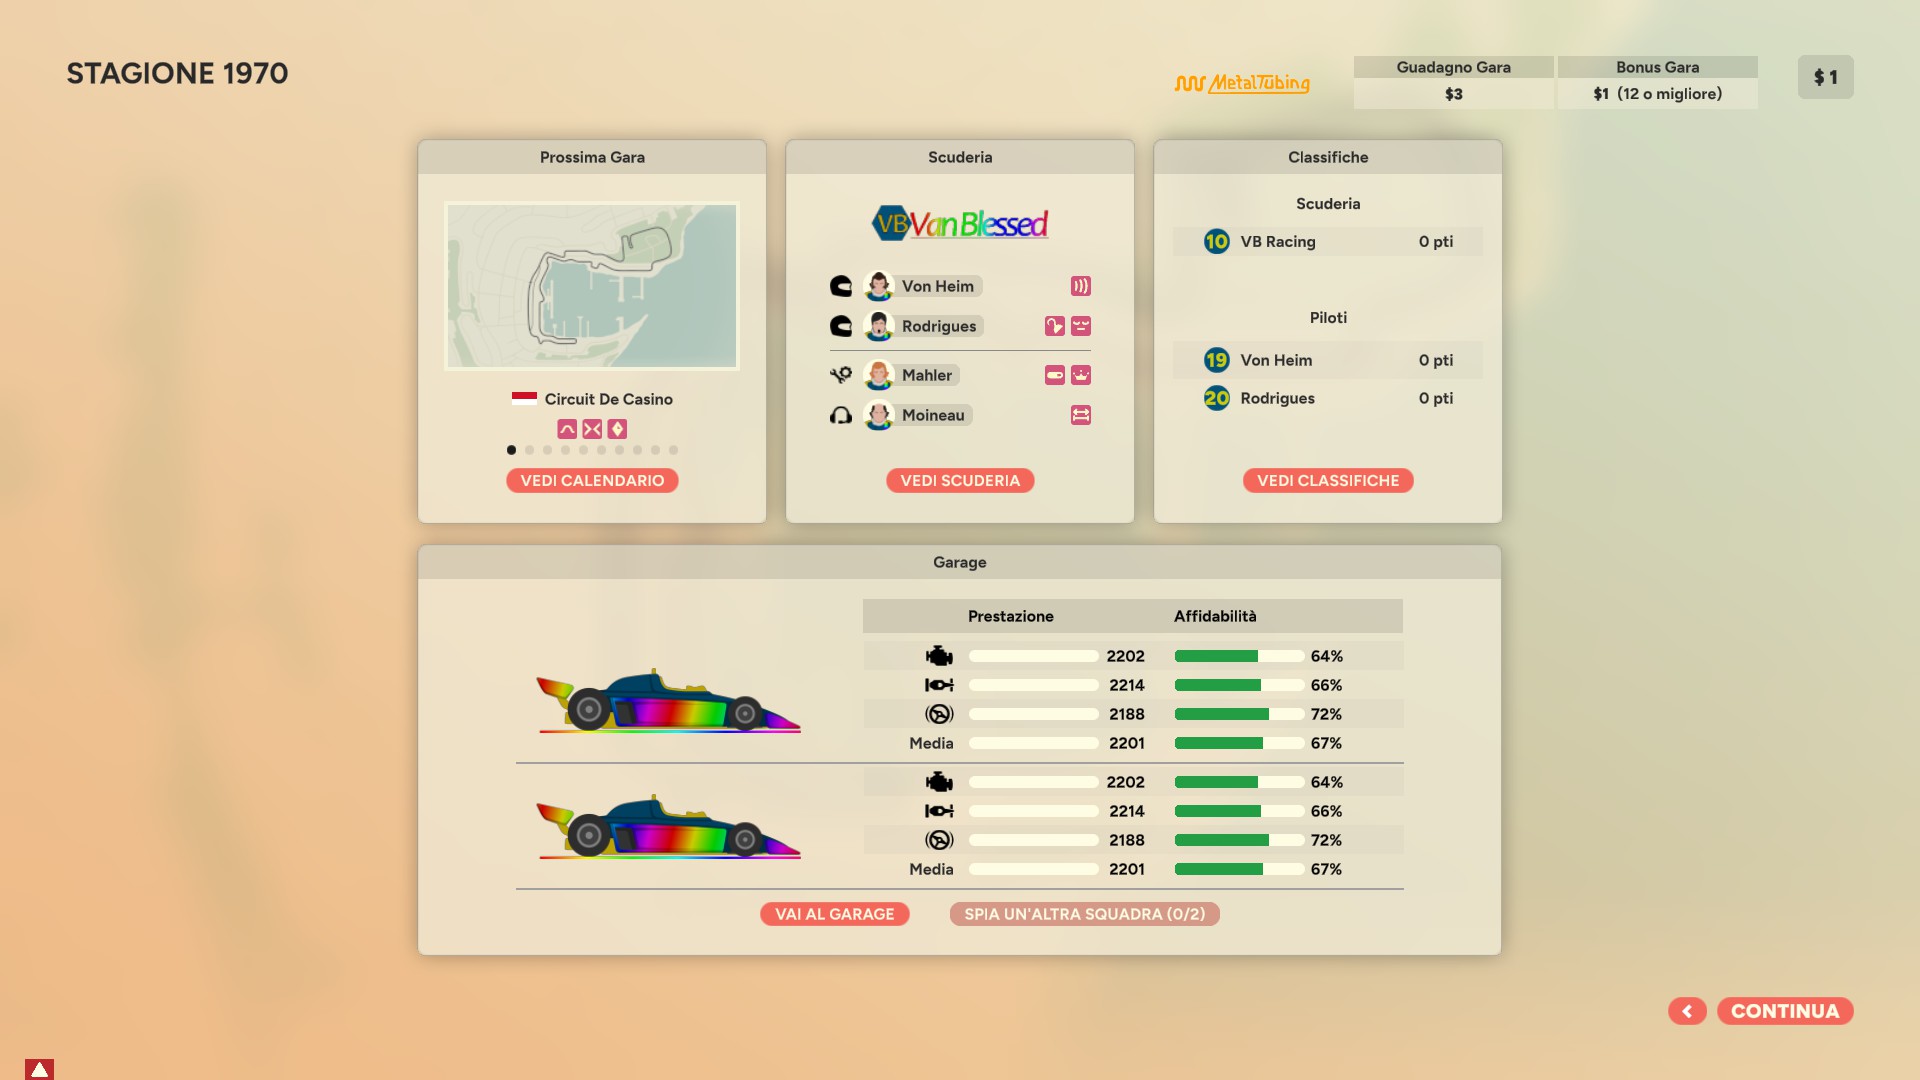 STAGIONE 1970
MetalTubing
Guadagno Gara
$3
Bonus Gara
$1 (12 o migliore)
$ 1
Prossima Gara
Circuit De Casino
VEDI CALENDARIO
Scuderia
VB Van Blessed
Von Heim
Rodrigues
Mahler
Moineau
VEDI SCUDERIA
Classifiche
Scuderia
10 VB Racing 0 pti
Piloti
19 Von Heim 0 pti
20 Rodrigues 0 pti
VEDI CLASSIFICHE
Garage
Prestazione Affidabilità
2202 64%
2214 66%
2188 72%
Media 2201 67%
2202 64%
2214 66%
2188 72%
Media 2201 67%
VAI AL GARAGE
SPIA UN'ALTRA SQUADRA (0/2)
CONTINUA